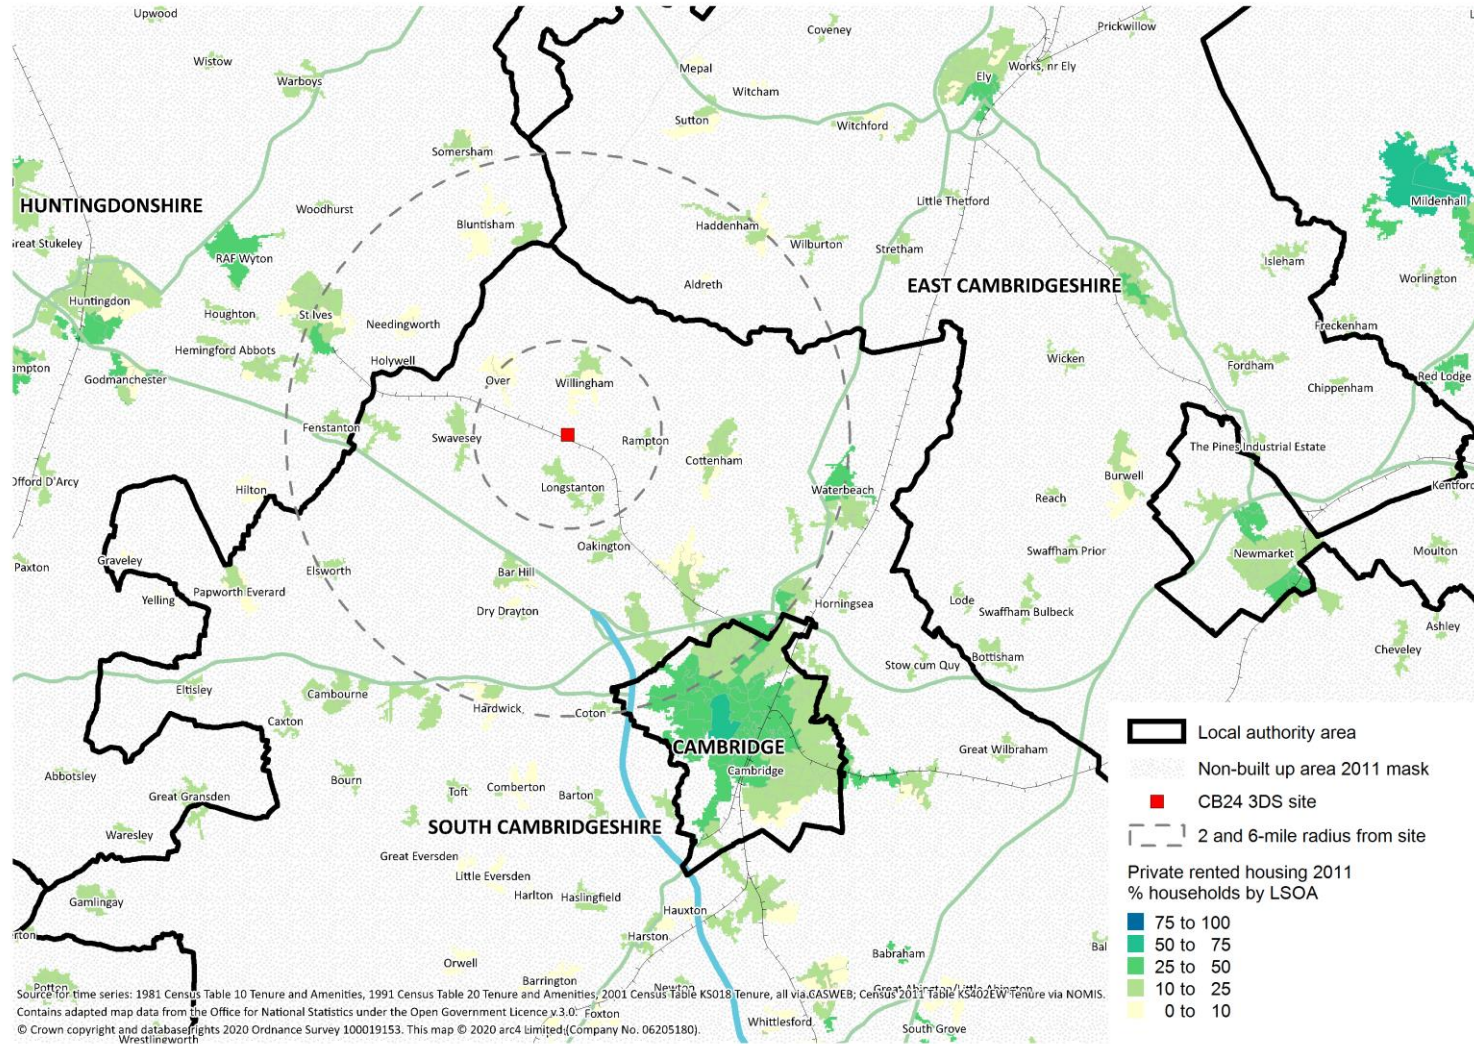 Upwood
Coveney
Prickwillow
Wistow
Warboys
Mepal
Witcham
Ely
Works, nr Ely
Sutton
Witchford
Somersham
HUNTINGDONSHIRE
Woodhurst
Little Thetford
Mildenhall
Bluntisham
Haddenham
Wilburton
Stretham
Great Stukeley
RAF Wyton
Isleham
Aldreth
EAST CAMBRIDGESHIRE
Worlington
Huntingdon
Houghton
St Ives
Needingworth
Freckenham
Hemingford Abbots
Holywell
Wicken
Fordham
ampton
Godmanchester
Over
Willingham
Chippenham
Red Lodge
Fenstanton
Swavesey
Rampton
Cottenham
The Pines Industrial Estate
Offord D'Arcy
Hilton
Longstanton
Waterbeach
Burwell
Reach
Kentford
Graveley
Oakington
Swaffham Prior
Newmarket
Moulton
Paxton
Elsworth
Bar Hill
Yelling
Papworth Everard
Dry Drayton
Horningsea
Lode
Swaffham Bulbeck
Ashley
Stow cum Quy
Bottisham
Cheveley
Eltisley
Cambourne
Hardwick
Coton
Caxton
CAMBRIDGE
Great Wilbraham
Abbotsley
Bourn
Toft
Comberton
Barton
Cambridge
Great Gransden
SOUTH CAMBRIDGESHIRE
Waresley
Great Eversden
Little Eversden
Harlton
Haslingfield
Gamlingay
Hauxton
erton
Harston
Babraham
Bal
Orwell
Barrington
Newton
Great Abington/Little Abington
Potton
Foxton
Whittlesford
South Grove
Wrestlingworth
Source for time series: 1981 Census Table 10 Tenure and Amenities, 1991 Census Table 20 Tenure and Amenities, 2001 Census Table KS018 Tenure, all via CASWEB; Census 2011 Table KS402EW Tenure via NOMIS.
Contains adapted map data from the Office for National Statistics under the Open Government Licence v.3.0.
© Crown copyright and database rights 2020 Ordnance Survey 100019153. This map © 2020 arc4 Limited (Company No. 06205180).
Local authority area
Non-built up area 2011 mask
CB24 3DS site
2 and 6-mile radius from site
Private rented housing 2011
% households by LSOA
75 to 100
50 to 75
25 to 50
10 to 25
0 to 10